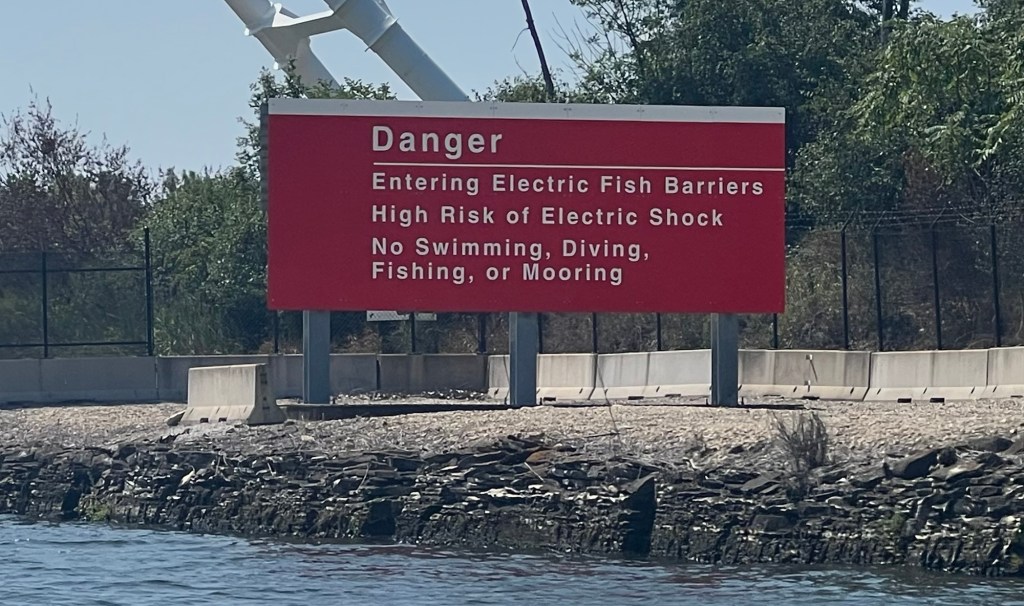 Danger
Entering Electric Fish Barriers
High Risk of Electric Shock
No Swimming, Diving,
Fishing, or Mooring